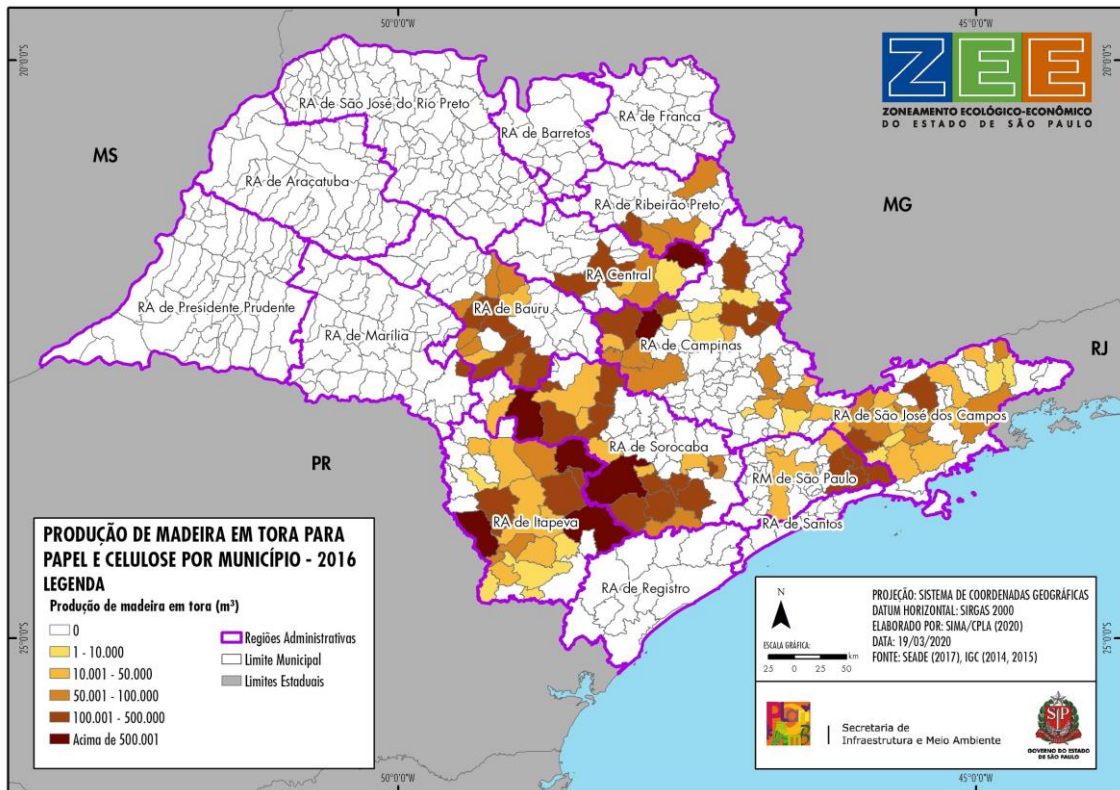 50°0'0"W
45°0'0"W
20°0'0"S
20°0'0"S
ZEE
ZONEAMENTO ECOLÓGICO-ECONÔMICO
DO ESTADO DE SÃO PAULO
MS
MG
RJ
PR
RA de São José do Rio Preto
RA de Barretos
RA de Franca
RA de Araçatuba
RA de Ribeirão Preto
RA Central
RA de Presidente Prudente
RA de Bauru
RA de Marília
RA de Campinas
RA de São José dos Campos
RA de Sorocaba
RM de São Paulo
RA de Itapeva
RA de Santos
RA de Registro
PRODUÇÃO DE MADEIRA EM TORA PARA
PAPEL E CELULOSE POR MUNICÍPIO - 2016
LEGENDA
Produção de madeira em tora (m³)
0
1 - 10.000
10.001 - 50.000
50.001 - 100.000
100.001 - 500.000
Acima de 500.001
Regiões Administrativas
Limite Municipal
Limites Estaduais
N
ESCALA GRÁFICA:
km
25 0 25 50
PROJEÇÃO: SISTEMA DE COORDENADAS GEOGRÁFICAS
DATUM HORIZONTAL: SIRGAS 2000
ELABORADO POR: SIMA/CPLA (2020)
DATA: 19/03/2020
FONTE: SEADE (2017), IGC (2014, 2015)
Secretaria de
Infraestrutura e Meio Ambiente
SP
GOVERNO DO ESTADO
DE SÃO PAULO
25°0'0"S
25°0'0"S
50°0'0"W
45°0'0"W